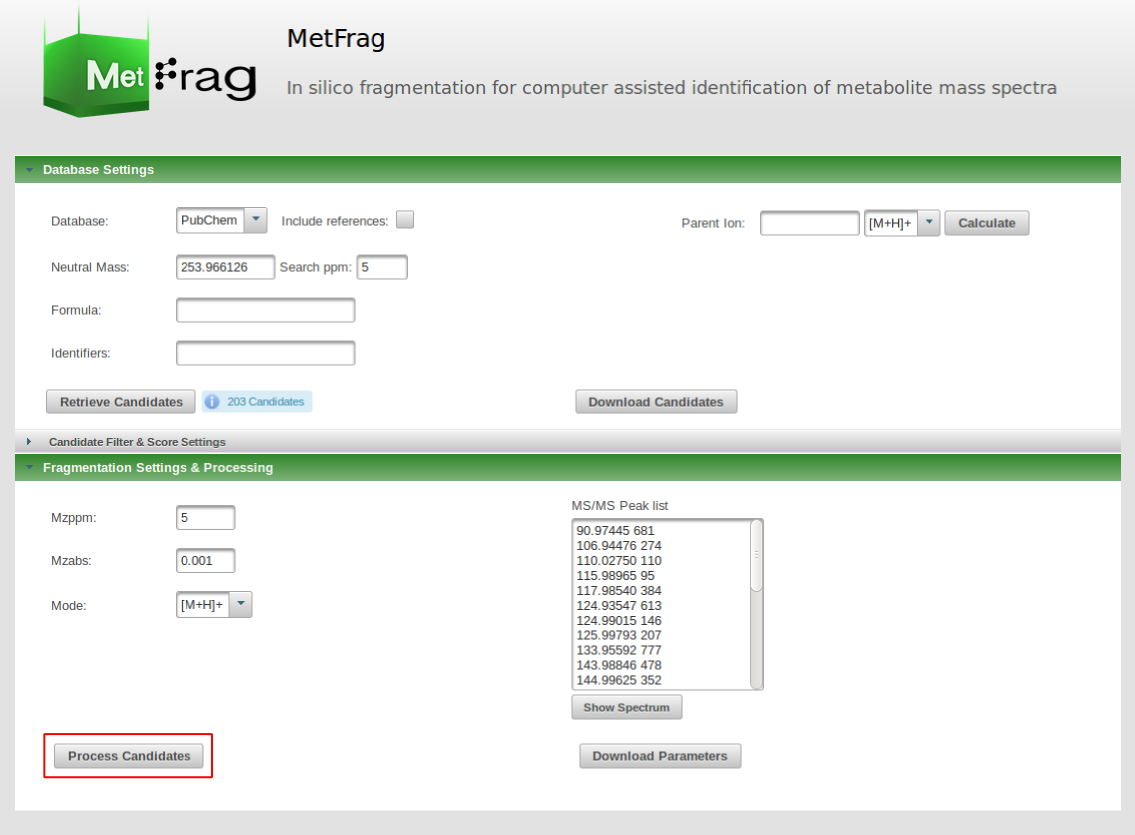 Met Frag
MetFrag
In silico fragmentation for computer assisted identification of metabolite mass spectra
Database Settings
Database: PubChem Include references: Parent Ion: [M+H]+ Calculate
Neutral Mass: 253.966126 Search ppm: 5
Formula:
Identifiers:
Retrieve Candidates i 203 Candidates Download Candidates
Candidate Filter & Score Settings
Fragmentation Settings & Processing
MS/MS Peak list
Mzppm: 5
Mzabs: 0.001
Mode: [M+H]+
90.97445 681
106.94476 274
110.02750 110
115.98965 95
117.98540 384
124.93547 613
124.99015 146
125.99793 207
133.95592 777
143.98846 478
144.99625 352
Show Spectrum
Process Candidates Download Parameters